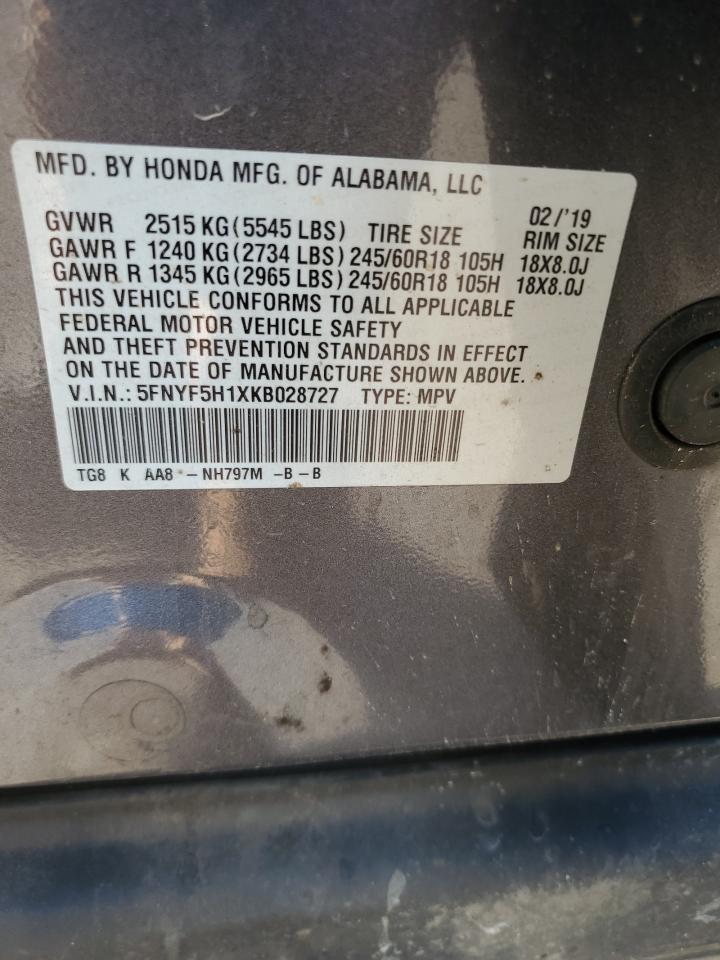 MFD. BY HONDA MFG. OF ALABAMA, LLC
02/'19
GVWR 2515 KG (5545 LBS) TIRE SIZE RIM SIZE
GAWR F 1240 KG (2734 LBS) 245/60R18 105H 18X8.0J
GAWR R 1345 KG (2965 LBS) 245/60R18 105H 18X8.0J
THIS VEHICLE CONFORMS TO ALL APPLICABLE
FEDERAL MOTOR VEHICLE SAFETY
AND THEFT PREVENTION STANDARDS IN EFFECT
ON THE DATE OF MANUFACTURE SHOWN ABOVE.
V.I.N.: 5FNYF5H1XKB028727 TYPE: MPV
TG8 K AA8 - NH797M -B-B